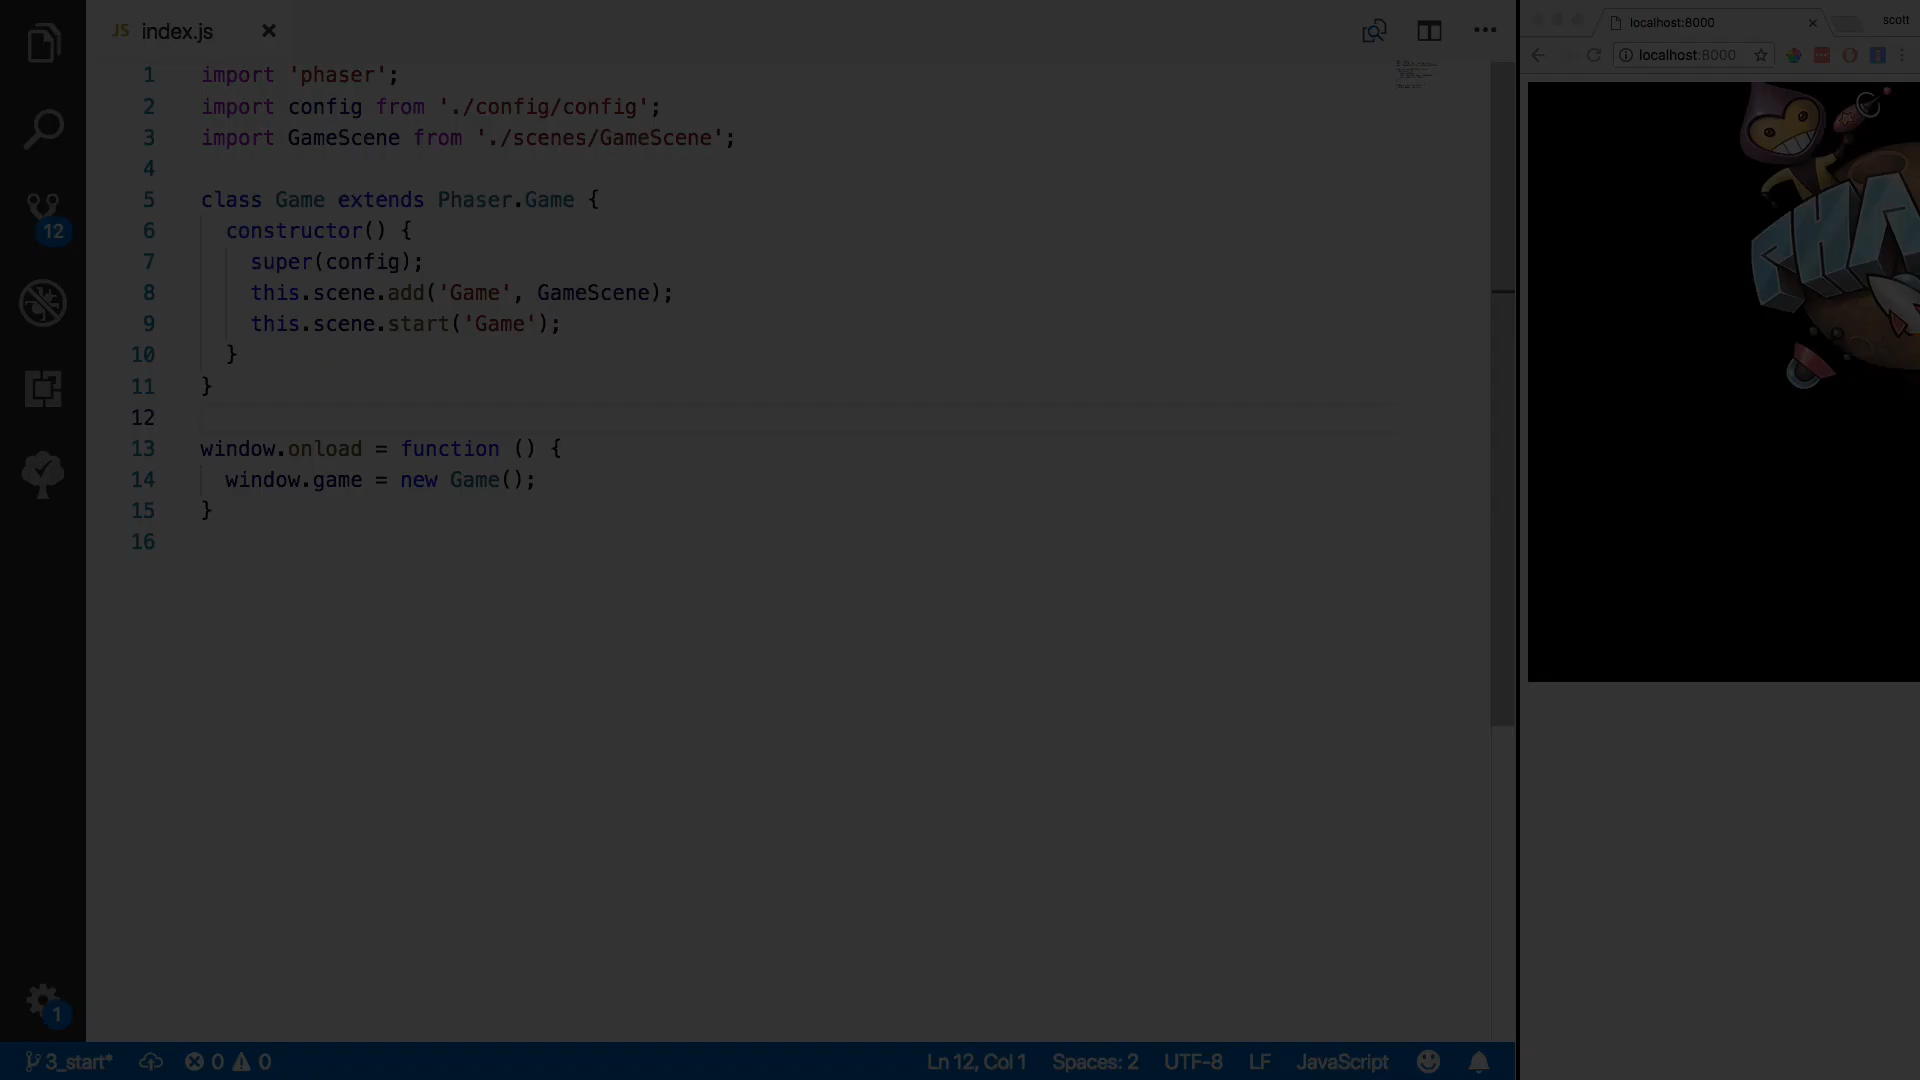 JS index.js
localhost:8000
scott
localhost:8000
1 import 'phaser';
2 import config from './config/config';
3 import GameScene from './scenes/GameScene';
4
5 class Game extends Phaser.Game {
6 constructor() {
7 super(config);
8 this.scene.add('Game', GameScene);
9 this.scene.start('Game');
10 }
11 }
12
13 window.onload = function () {
14 window.game = new Game();
15 }
16
12
1
3_start* 0 0 Ln 12, Col 1 Spaces: 2 UTF-8 LF JavaScript